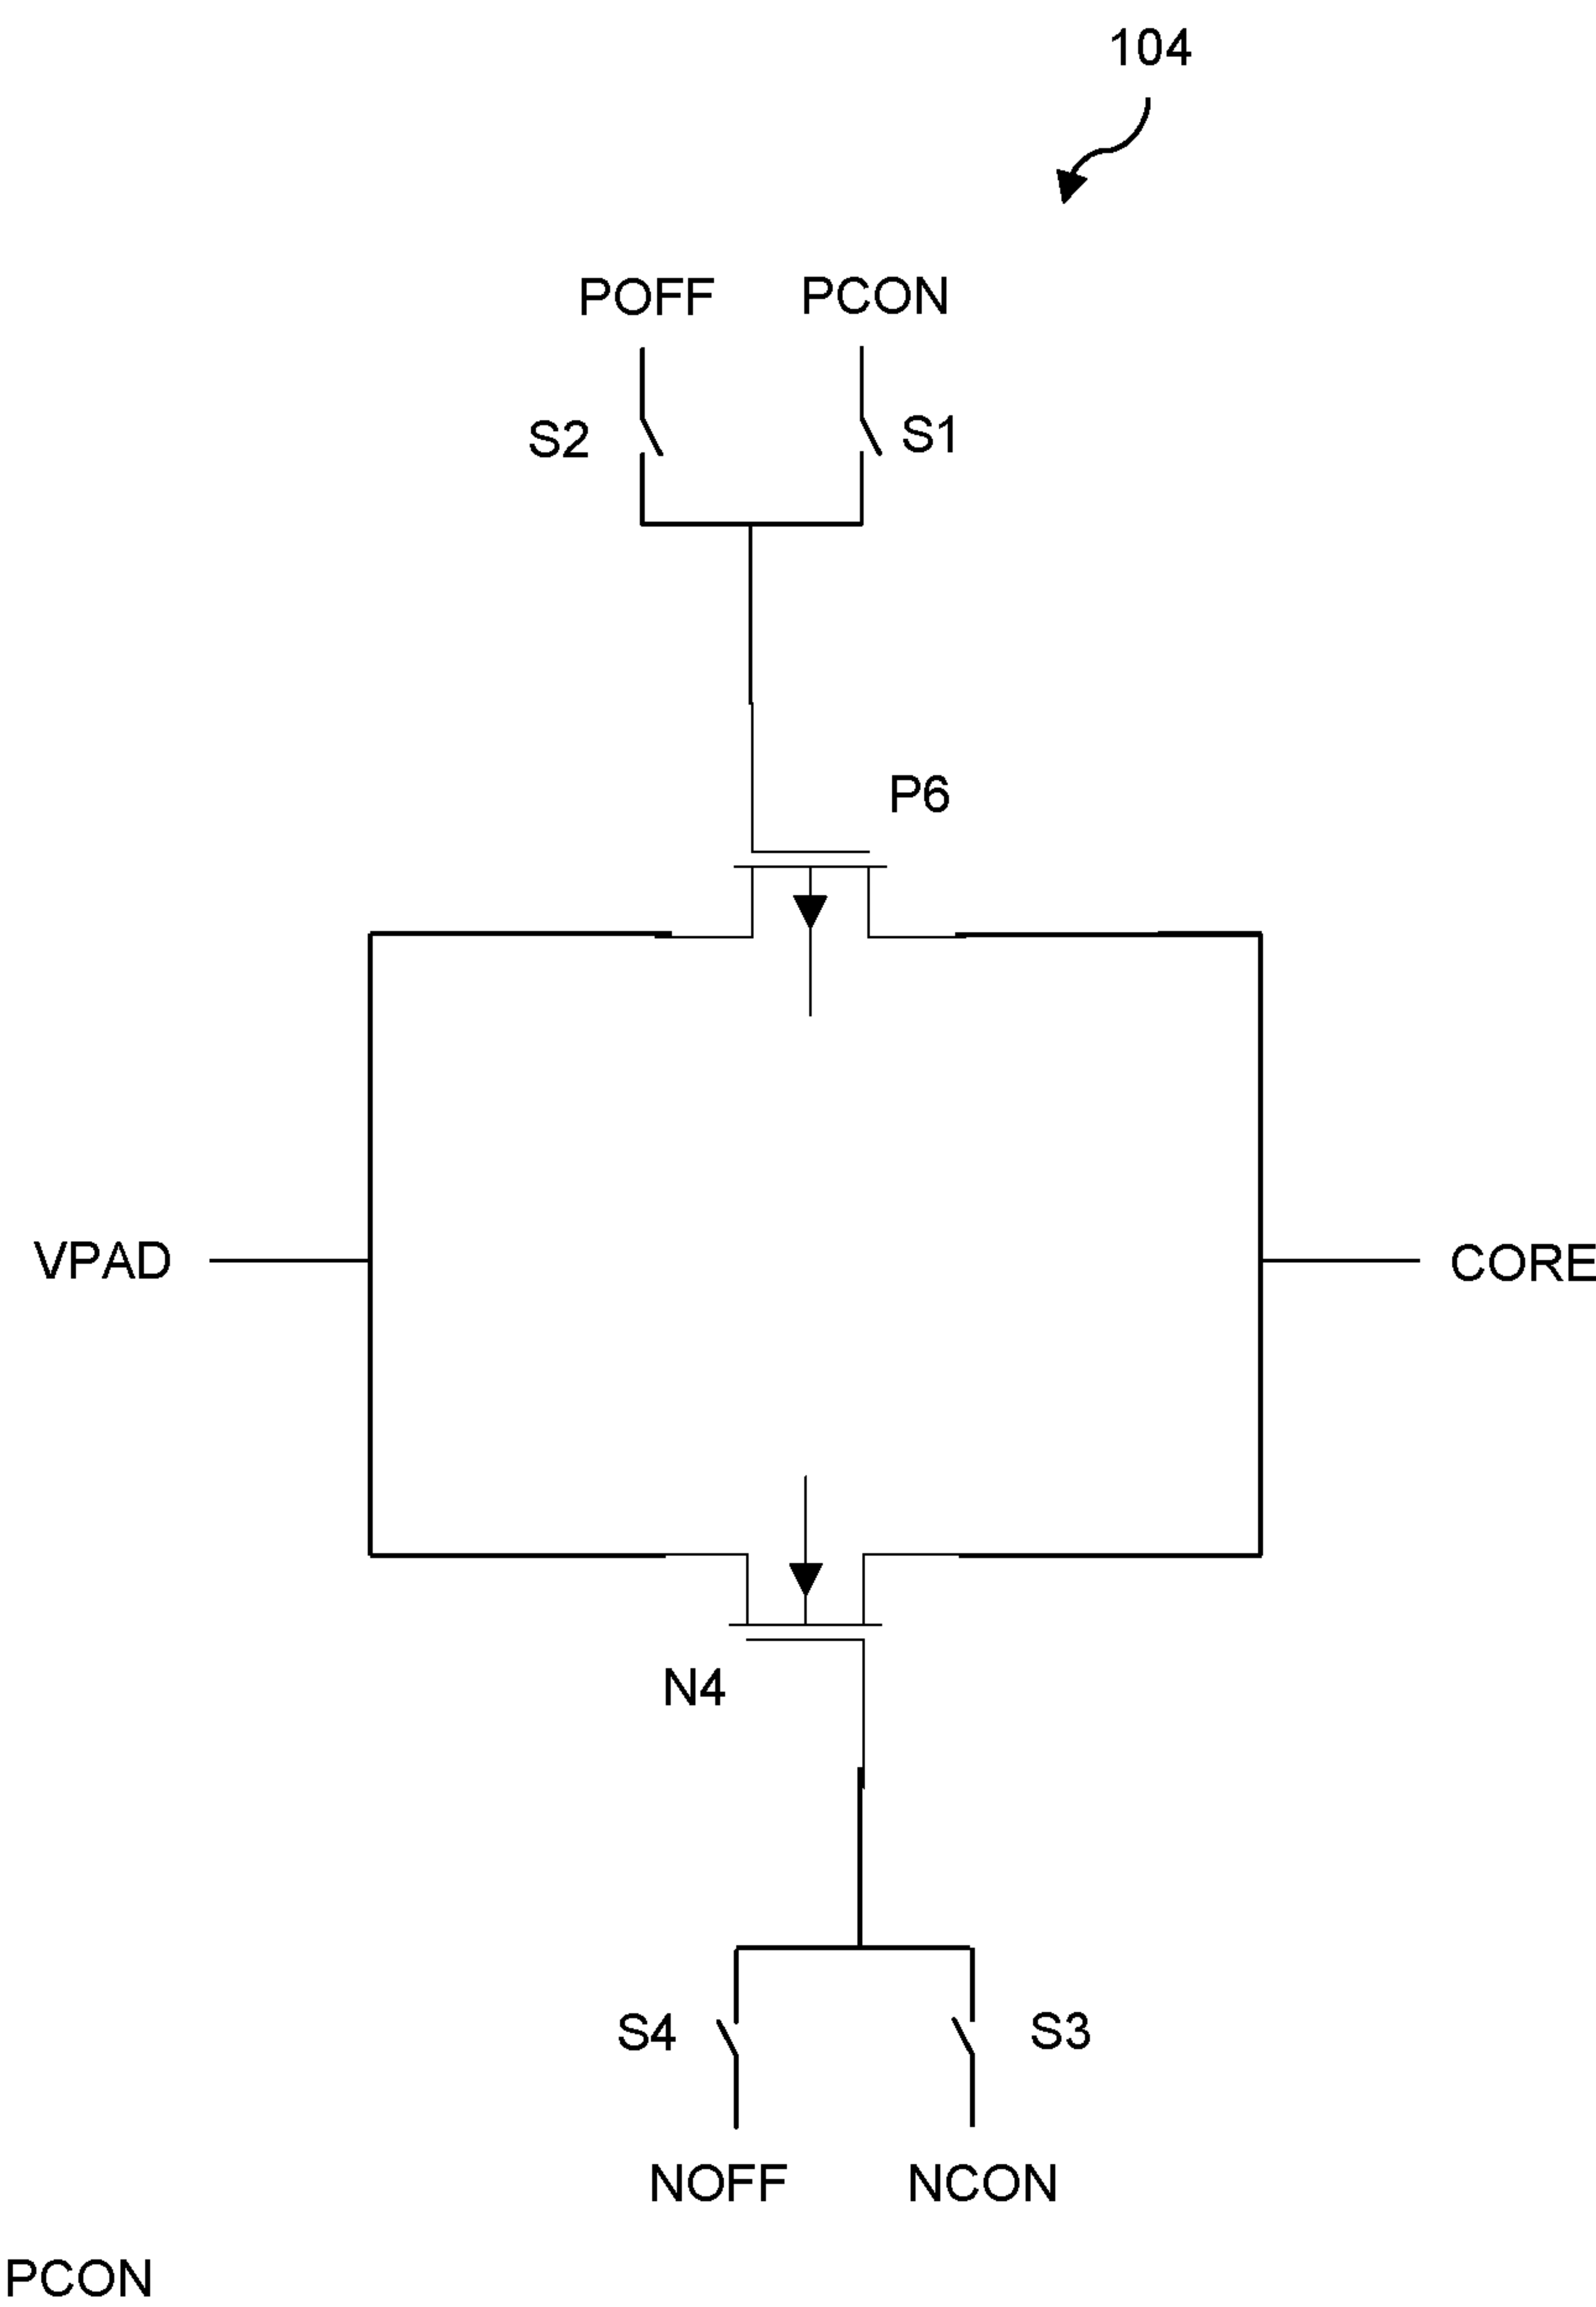 104
POFF PCON
S2 S1
P6
VPAD CORE
N4
S4 S3
NOFF NCON
PCON